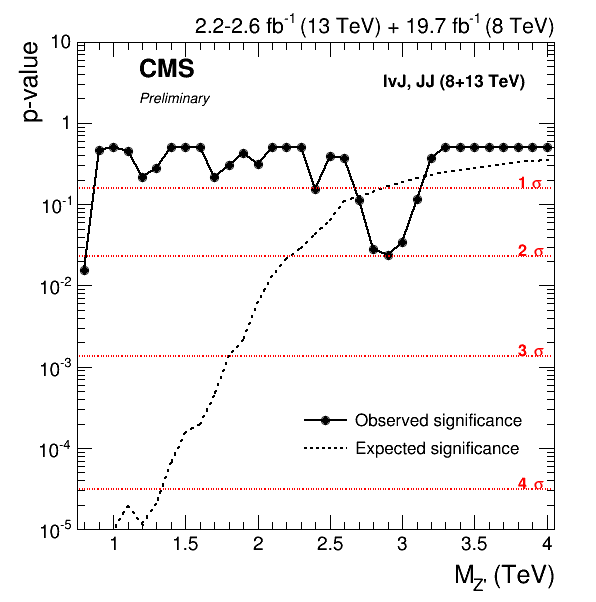 2.2-2.6 fb⁻¹ (13 TeV) + 19.7 fb⁻¹ (8 TeV)
p-value
CMS
Preliminary
lνJ, JJ (8+13 TeV)
10
1
10⁻¹
10⁻²
10⁻³
10⁻⁴
10⁻⁵
1 σ
2 σ
3 σ
4 σ
Observed significance
Expected significance
1 1.5 2 2.5 3 3.5 4
M_Z' (TeV)